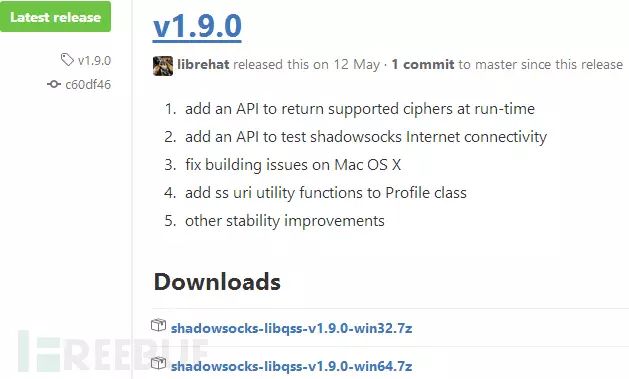 Latest release
v1.9.0
c60df46
v1.9.0
librehat released this on 12 May · 1 commit to master since this release
1. add an API to return supported ciphers at run-time
2. add an API to test shadowsocks Internet connectivity
3. fix building issues on Mac OS X
4. add ss uri utility functions to Profile class
5. other stability improvements
Downloads
shadowsocks-libqss-v1.9.0-win32.7z
shadowsocks-libqss-v1.9.0-win64.7z
FREEBUF